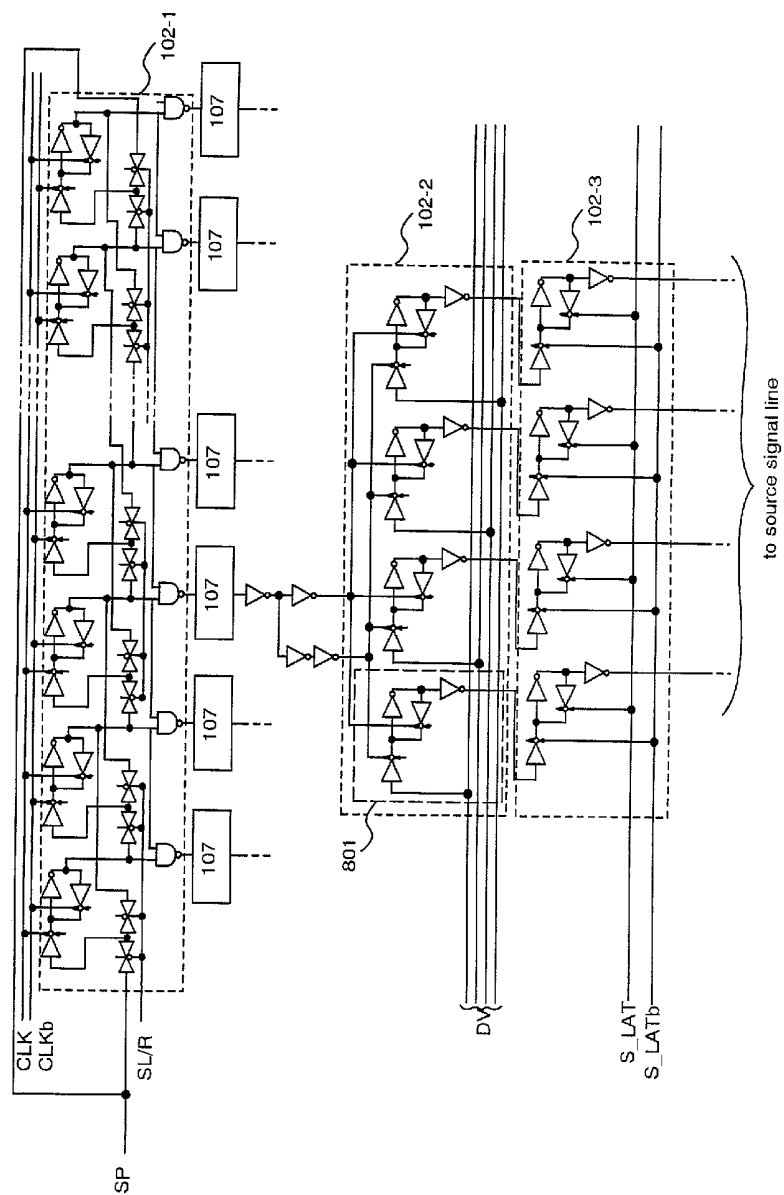 102-1
CLK
CLKb
SL/R
SP
107
107
107
107
107
107
102-2
801
DV
102-3
S_LAT
S_LATb
to source signal line